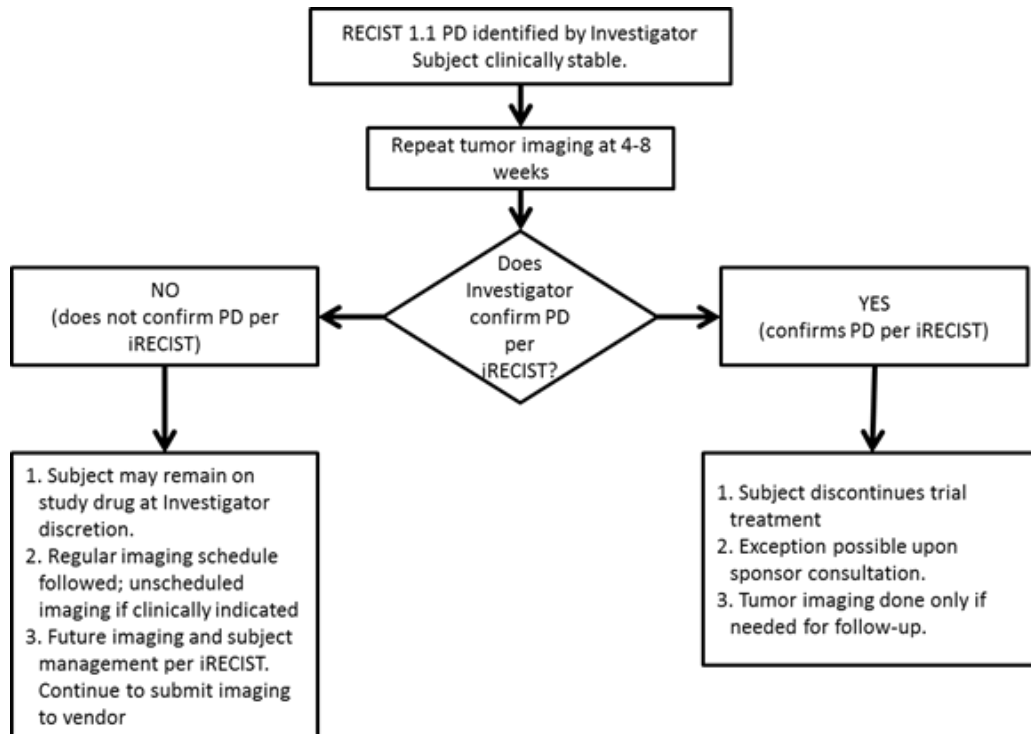 RECIST 1.1 PD identified by Investigator
Subject clinically stable.
Repeat tumor imaging at 4-8
weeks
Does
Investigator
confirm PD
per
iRECIST?
NO
(does not confirm PD per
iRECIST)
YES
(confirms PD per iRECIST)
1. Subject may remain on
study drug at Investigator
discretion.
2. Regular imaging schedule
followed; unscheduled
imaging if clinically indicated
3. Future imaging and subject
management per iRECIST.
Continue to submit imaging
to vendor
1. Subject discontinues trial
treatment
2. Exception possible upon
sponsor consultation.
3. Tumor imaging done only if
needed for follow-up.